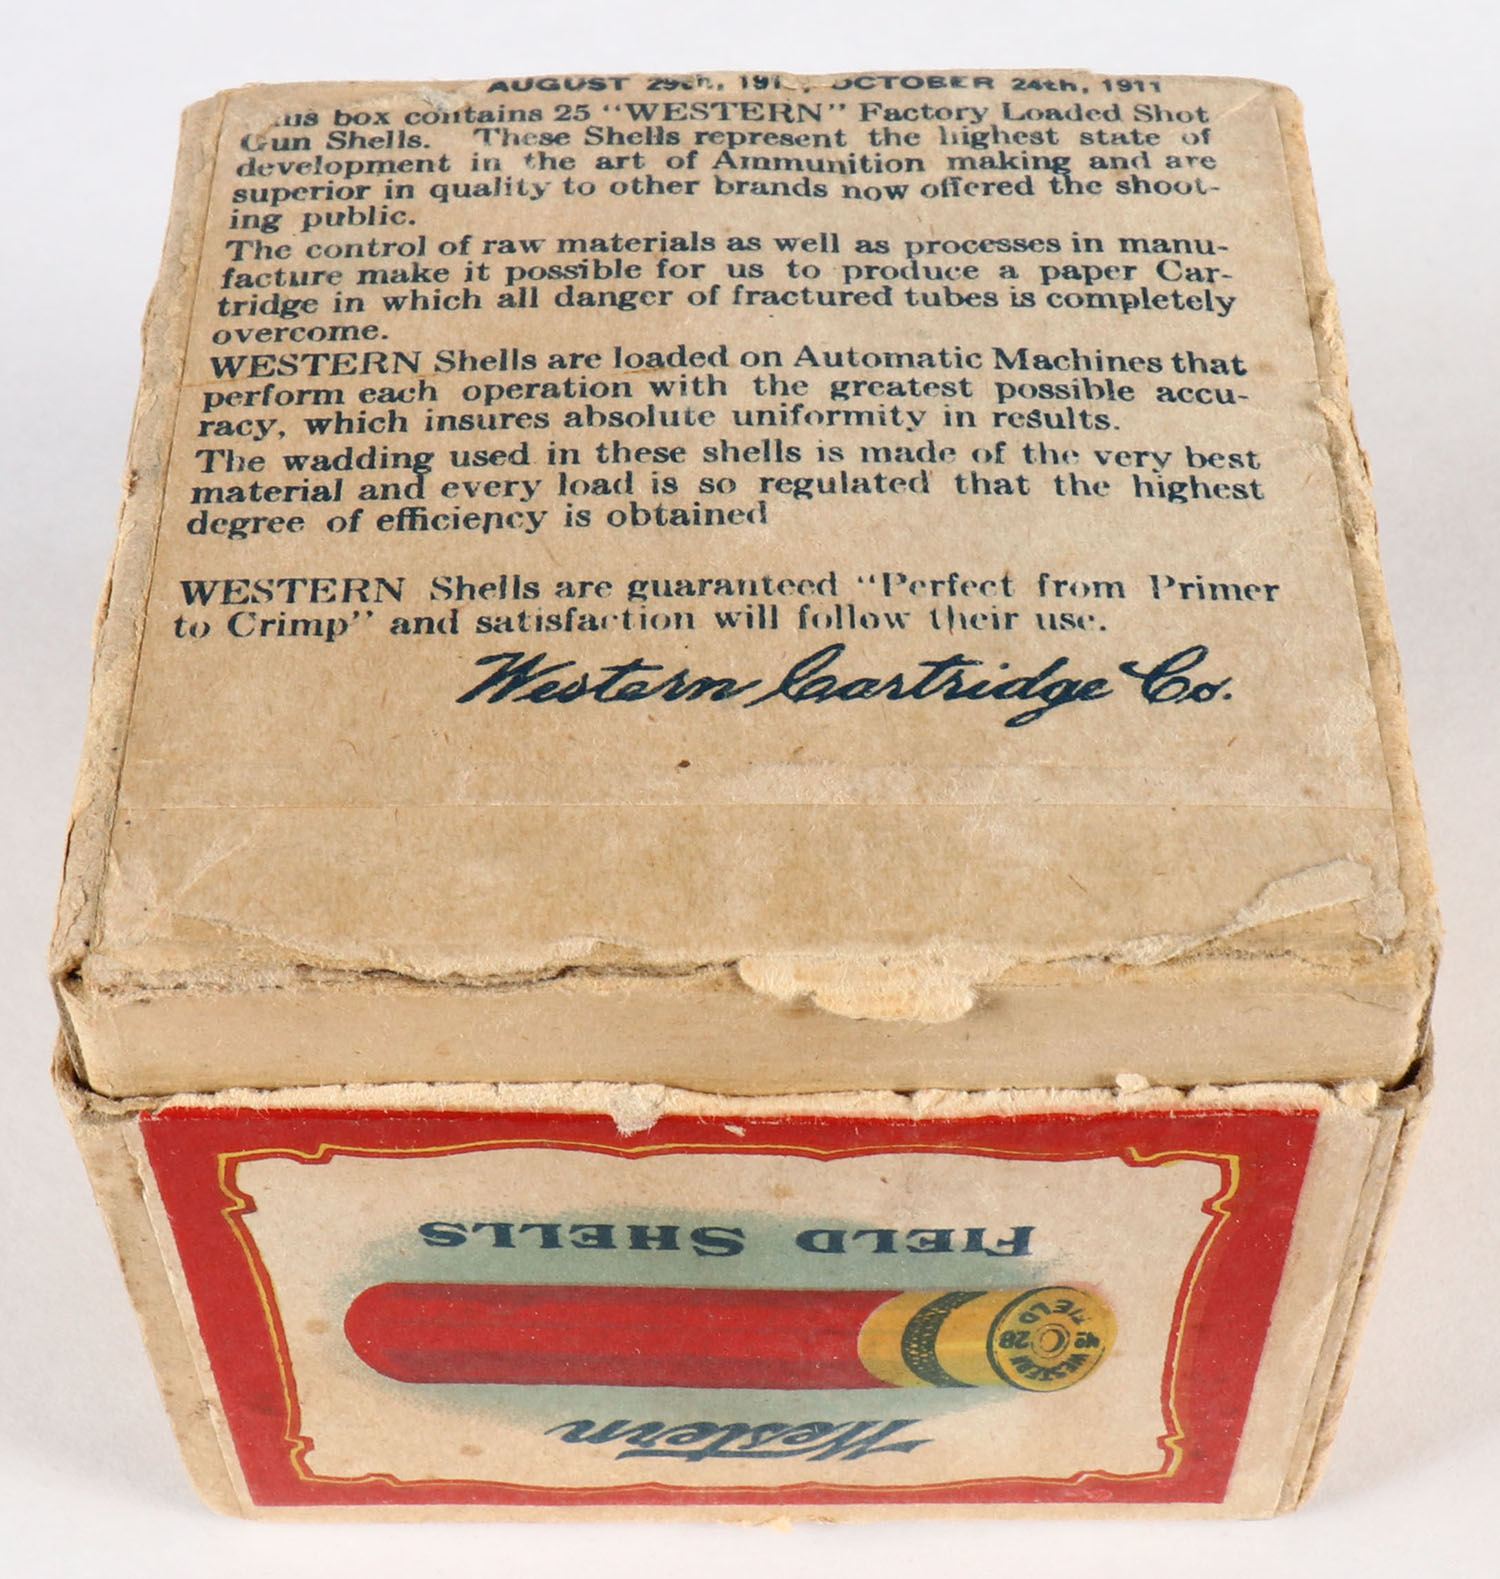 AUGUST 29th, OCTOBER 24th, 1911
box contains 25 "WESTERN" Factory Loaded Shot
Gun Shells. These Shells represent the highest state of
development in the art of Ammunition making and are
superior in quality to other brands now offered the shoot-
ing public.
The control of raw materials as well as processes in manu-
facture make it possible for us to produce a paper Car-
tridge in which all danger of fractured tubes is completely
overcome.
WESTERN Shells are loaded on Automatic Machines that
perform each operation with the greatest possible accu-
racy, which insures absolute uniformity in results.
The wadding used in these shells is made of the very best
material and every load is so regulated that the highest
degree of efficiency is obtained
WESTERN Shells are guaranteed "Perfect from Primer
to Crimp" and satisfaction will follow their use.
Western Cartridge Co.
Western
WESTERN
28
FIELD
FIELD SHELLS